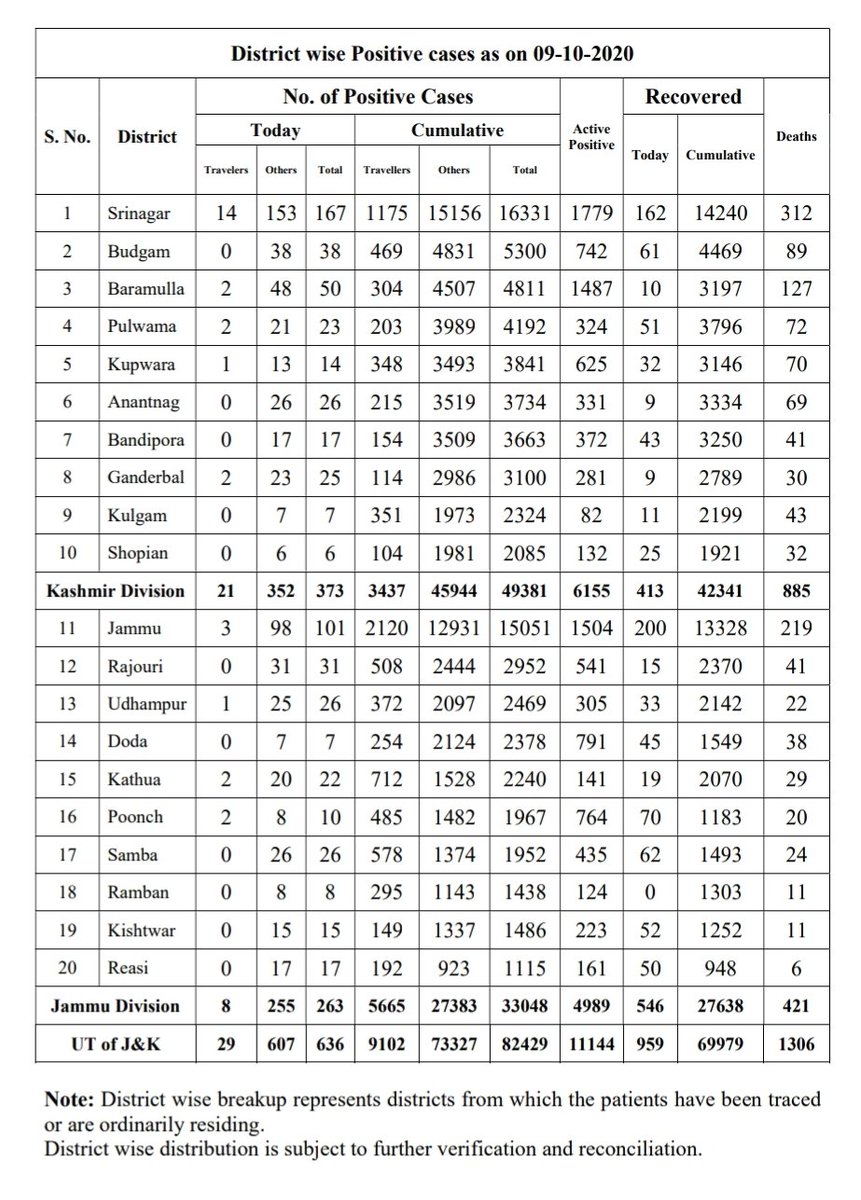 District wise Positive cases as on 09-10-2020
S. No. District No. of Positive Cases Active Positive Recovered Deaths
Today Cumulative Today Cumulative
Travelers Others Total Travellers Others Total
1 Srinagar 14 153 167 1175 15156 16331 1779 162 14240 312
2 Budgam 0 38 38 469 4831 5300 742 61 4469 89
3 Baramulla 2 48 50 304 4507 4811 1487 10 3197 127
4 Pulwama 2 21 23 203 3989 4192 324 51 3796 72
5 Kupwara 1 13 14 348 3493 3841 625 32 3146 70
6 Anantnag 0 26 26 215 3519 3734 331 9 3334 69
7 Bandipora 0 17 17 154 3509 3663 372 43 3250 41
8 Ganderbal 2 23 25 114 2986 3100 281 9 2789 30
9 Kulgam 0 7 7 351 1973 2324 82 11 2199 43
10 Shopian 0 6 6 104 1981 2085 132 25 1921 32
Kashmir Division 21 352 373 3437 45944 49381 6155 413 42341 885
11 Jammu 3 98 101 2120 12931 15051 1504 200 13328 219
12 Rajouri 0 31 31 508 2444 2952 541 15 2370 41
13 Udhampur 1 25 26 372 2097 2469 305 33 2142 22
14 Doda 0 7 7 254 2124 2378 791 45 1549 38
15 Kathua 2 20 22 712 1528 2240 141 19 2070 29
16 Poonch 2 8 10 485 1482 1967 764 70 1183 20
17 Samba 0 26 26 578 1374 1952 435 62 1493 24
18 Ramban 0 8 8 295 1143 1438 124 0 1303 11
19 Kishtwar 0 15 15 149 1337 1486 223 52 1252 11
20 Reasi 0 17 17 192 923 1115 161 50 948 6
Jammu Division 8 255 263 5665 27383 33048 4989 546 27638 421
UT of J&K 29 607 636 9102 73327 82429 11144 959 69979 1306
Note: District wise breakup represents districts from which the patients have been traced
or are ordinarily residing.
District wise distribution is subject to further verification and reconciliation.